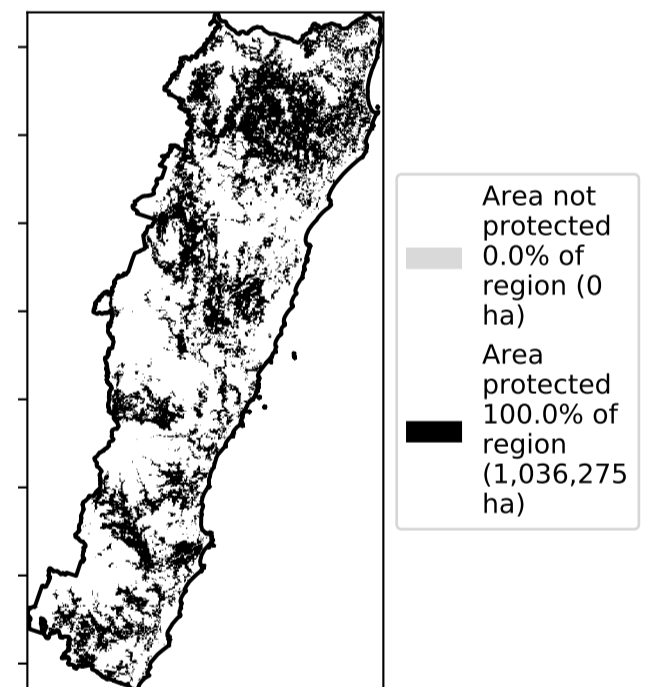 Area not
protected
0.0% of
region (0
ha)
Area
protected
100.0% of
region
(1,036,275
ha)